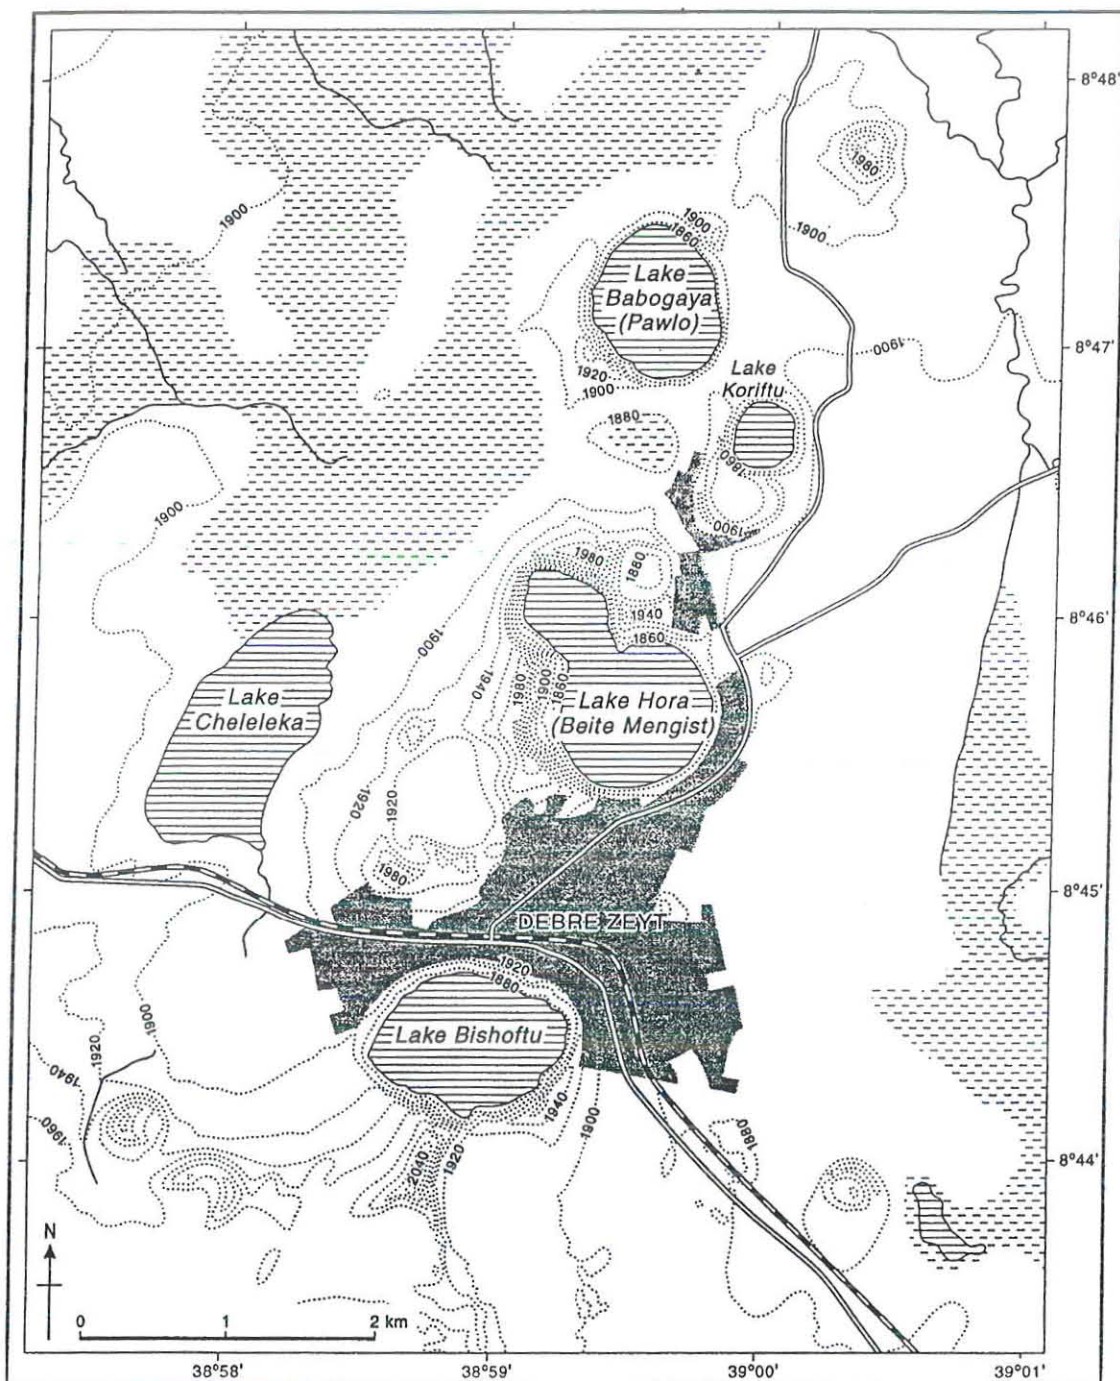 8°48'
1980
1900
1900
1900
1860
Lake
Babogaya
(Pawlo)
1900
8°47'
Lake
Koriftu
1920
1900
1880
1860
1900
1900
1980
1880
8°46'
1940
1860
1900
1940
1980
1900
1860
Lake Hora
(Beite Mengist)
Lake
Cheleleka
1920
1920
1980
8°45'
DEBRE ZEYT
1920
1880
Lake Bishoftu
1900
1920
1940
1960
1940
1900
1880
2040
1920
8°44'
N
0 1 2 km
38°58' 38°59' 39°00' 39°01'